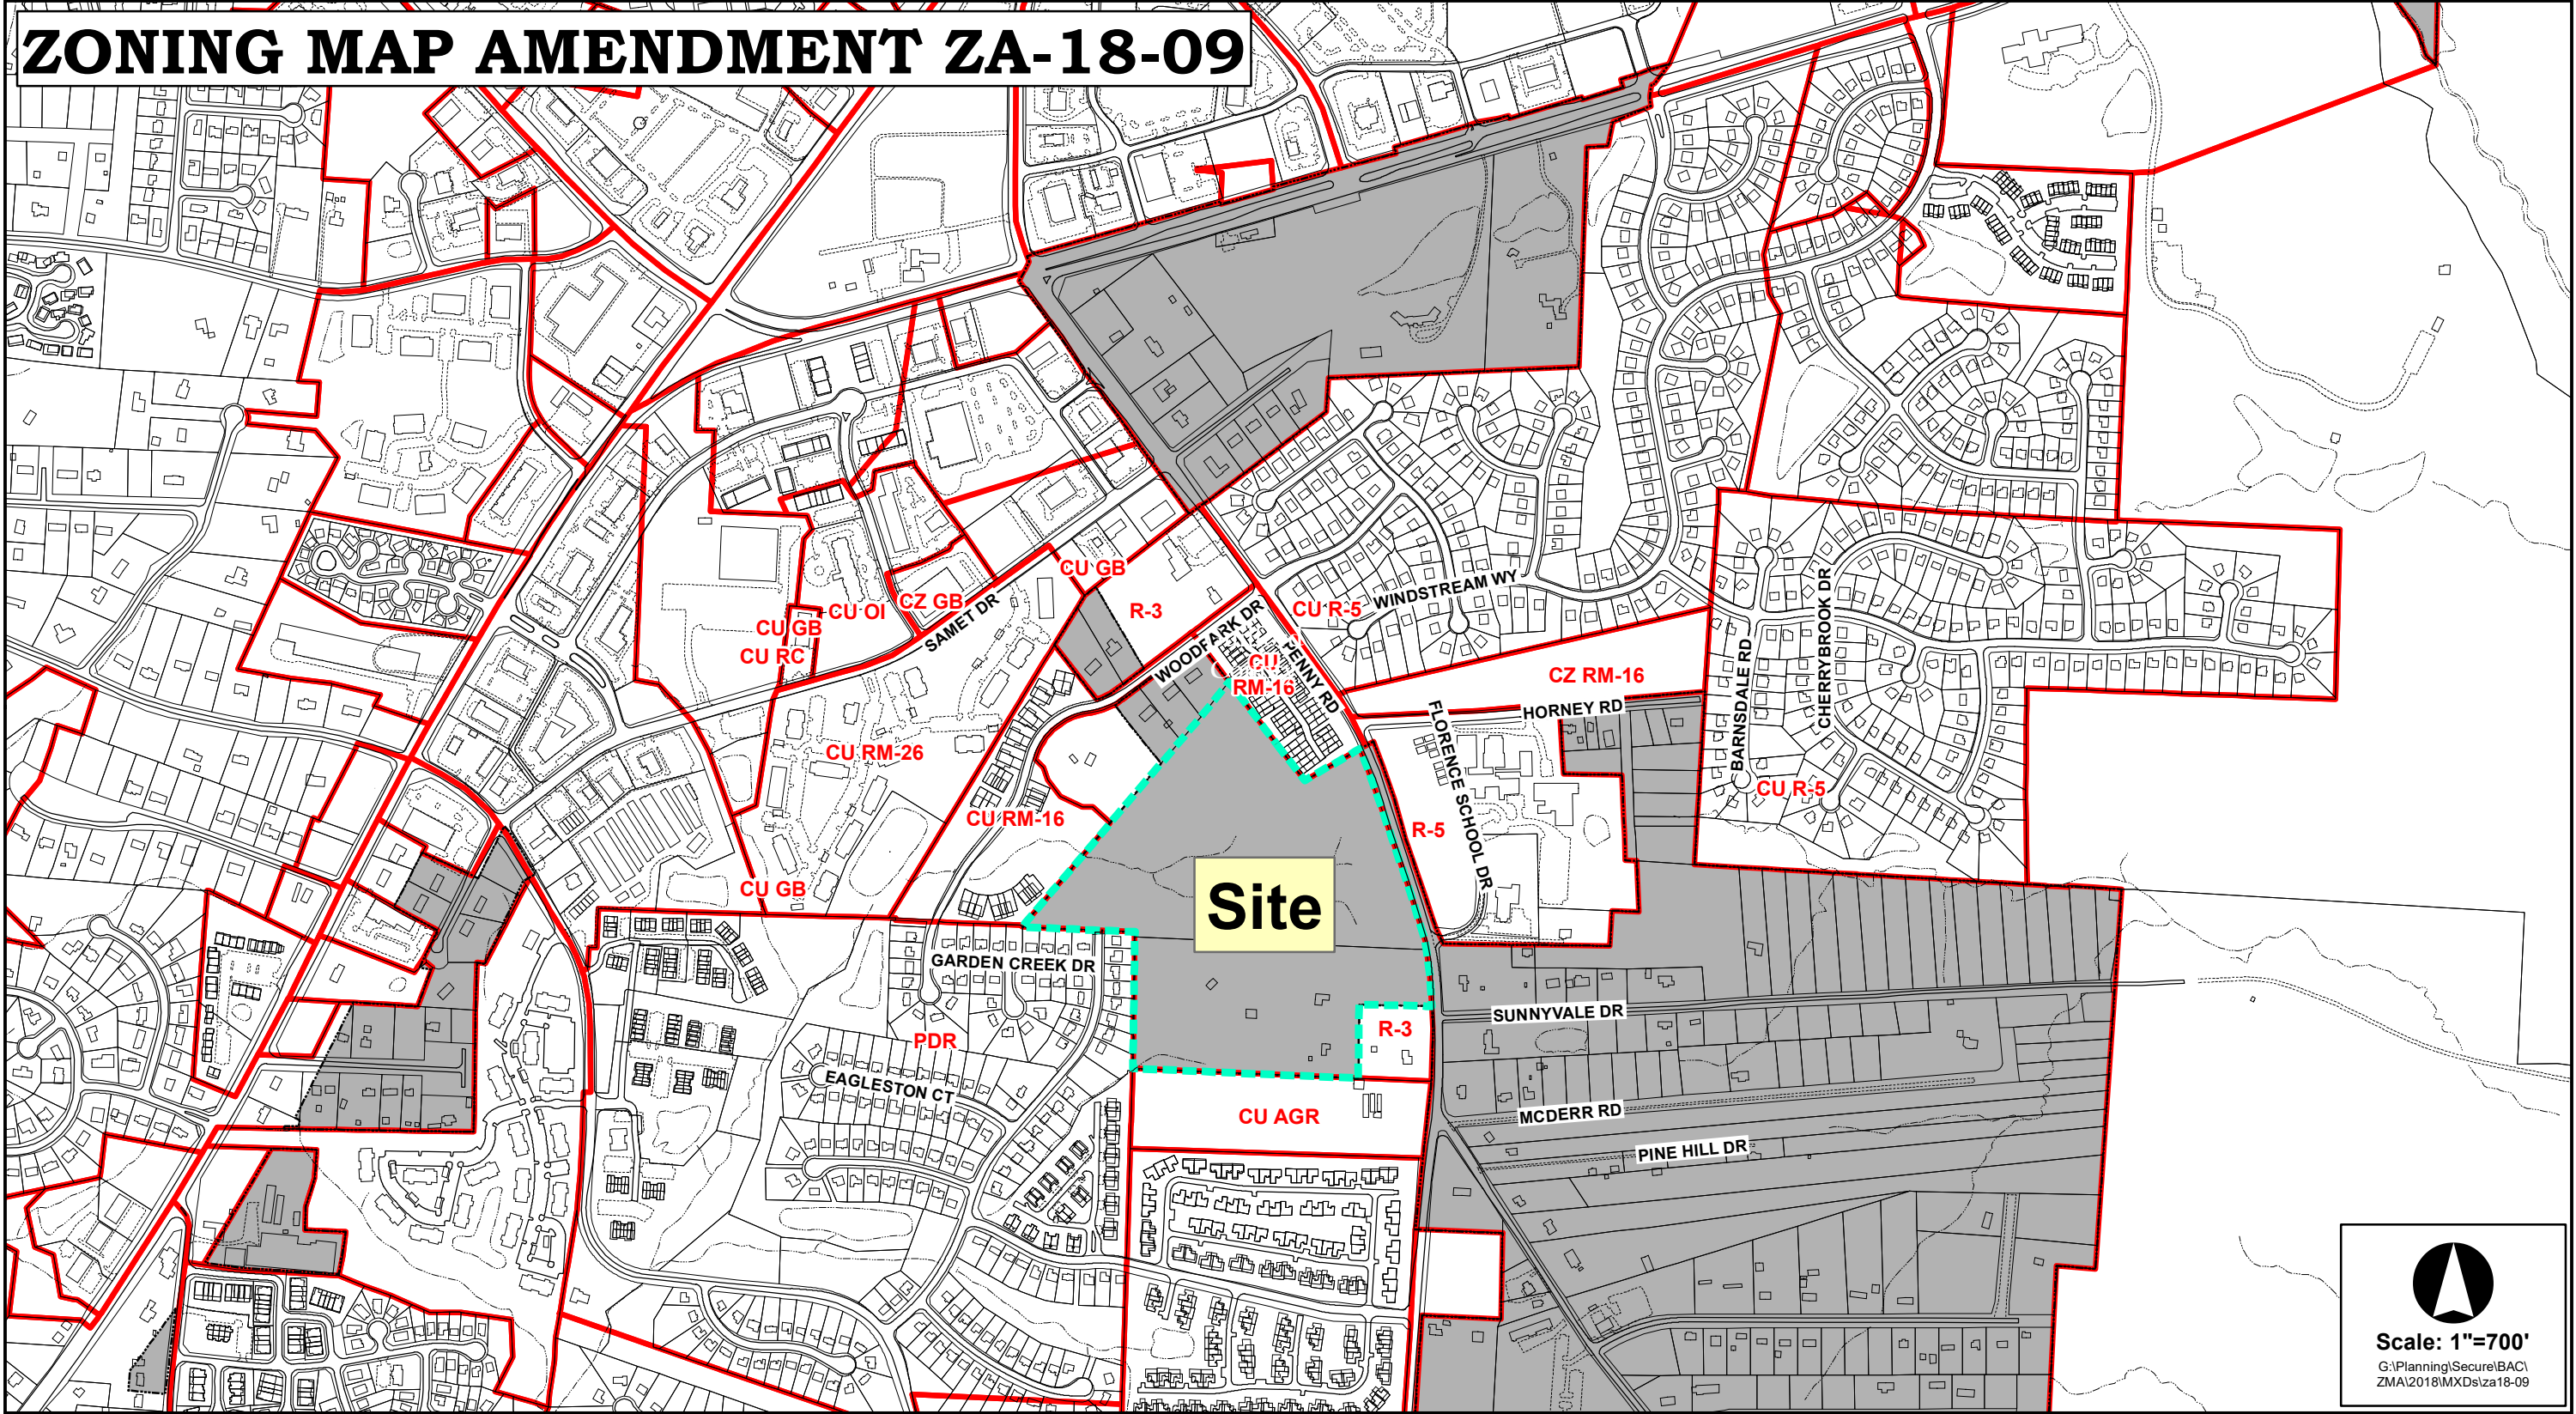 ZONING MAP AMENDMENT ZA-18-09
CU GB
R-3
CU OI
CZ GB
SAMET DR
CU GB
CU RC
WOODPARK DR
CU R-5
WINDSTREAM WY
CU
RM-16
PENNY RD
CZ RM-16
HORNEY RD
BARNSDALE RD
CHERRYBROOK DR
FLORENCE SCHOOL DR
CU R-5
CU RM-26
CU RM-16
R-5
CU GB
Site
GARDEN CREEK DR
PDR
R-3
SUNNYVALE DR
EAGLESTON CT
CU AGR
MCDERR RD
PINE HILL DR
Scale: 1"=700'
G:\Planning\Secure\BAC\
ZMA\2018\MXDs\za18-09